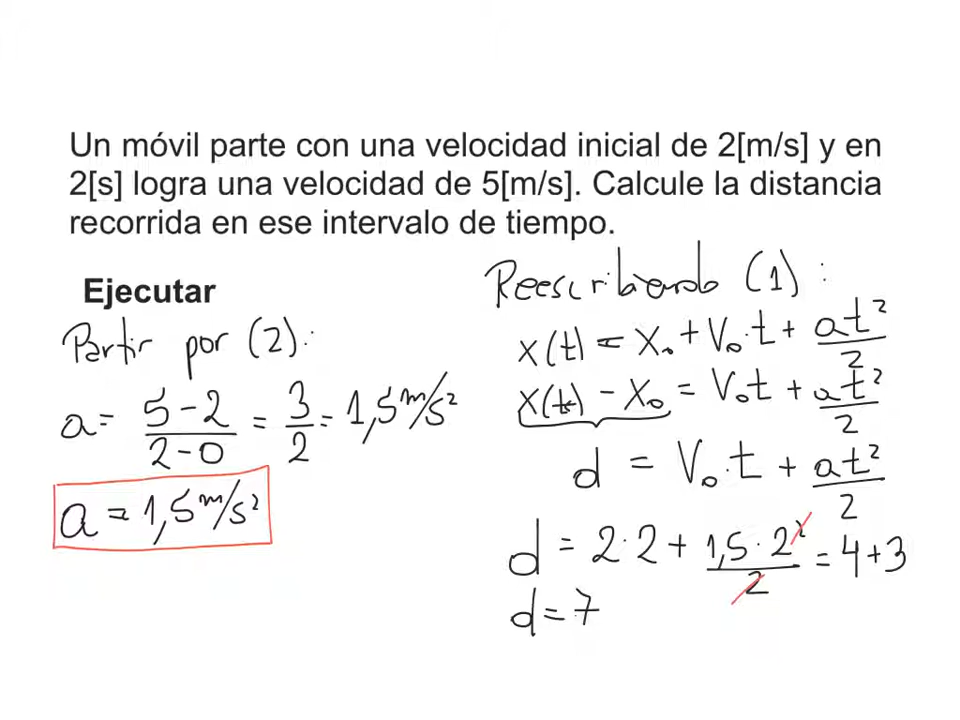 Un móvil parte con una velocidad inicial de 2[m/s] y en
2[s] logra una velocidad de 5[m/s]. Calcule la distancia
recorrida en ese intervalo de tiempo.
Ejecutar
Partir por (2):
a = (5-2)/(2-0) = 3/2 = 1,5 m/s²
a = 1,5 m/s²
Reescribiendo (1):
x(t) = x₀ + v₀·t + at²/2
x(t) - x₀ = v₀t + at²/2
d = v₀·t + at²/2
d = 2·2 + 1,5·2²/2 = 4+3
d = 7